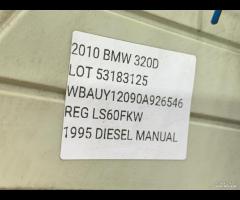 2010 BMW 320D
LOT 53183125
WBAUY12090A926546
REG LS60FKW
1995 DIESEL MANUAL